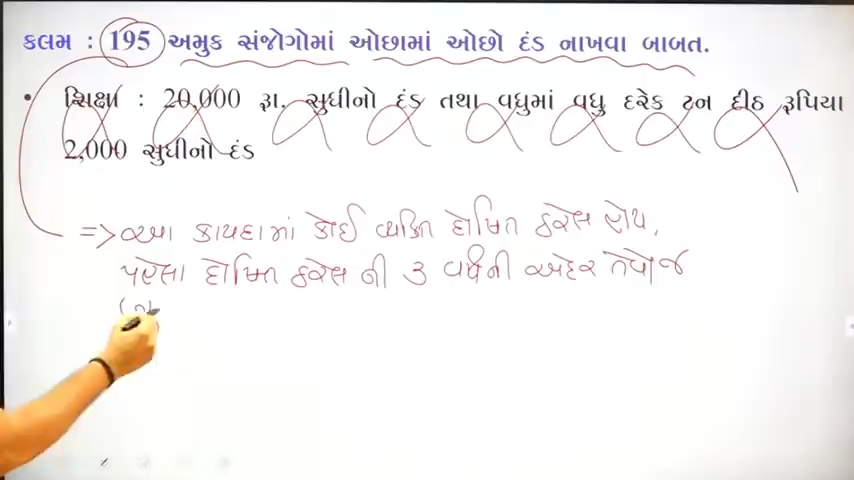 કલમ : 195 અમુક સંજોગોમાં ઓછામાં ઓછો દંડ નાખવા બાબત.
• શિક્ષા : 20,000 રૂા. સુધીનો દંડ તથા વધુમાં વધુ દરેક ટન દીઠ રૂપિયા
2,000 સુધીનો દંડ
=> આ કાયદામાં કોઈ વ્યક્તિ દોષિત ઠરેલ હોય,
પહેલા દોષિત ઠરેલ ની ૩ વર્ષની અંદર તેવોજ